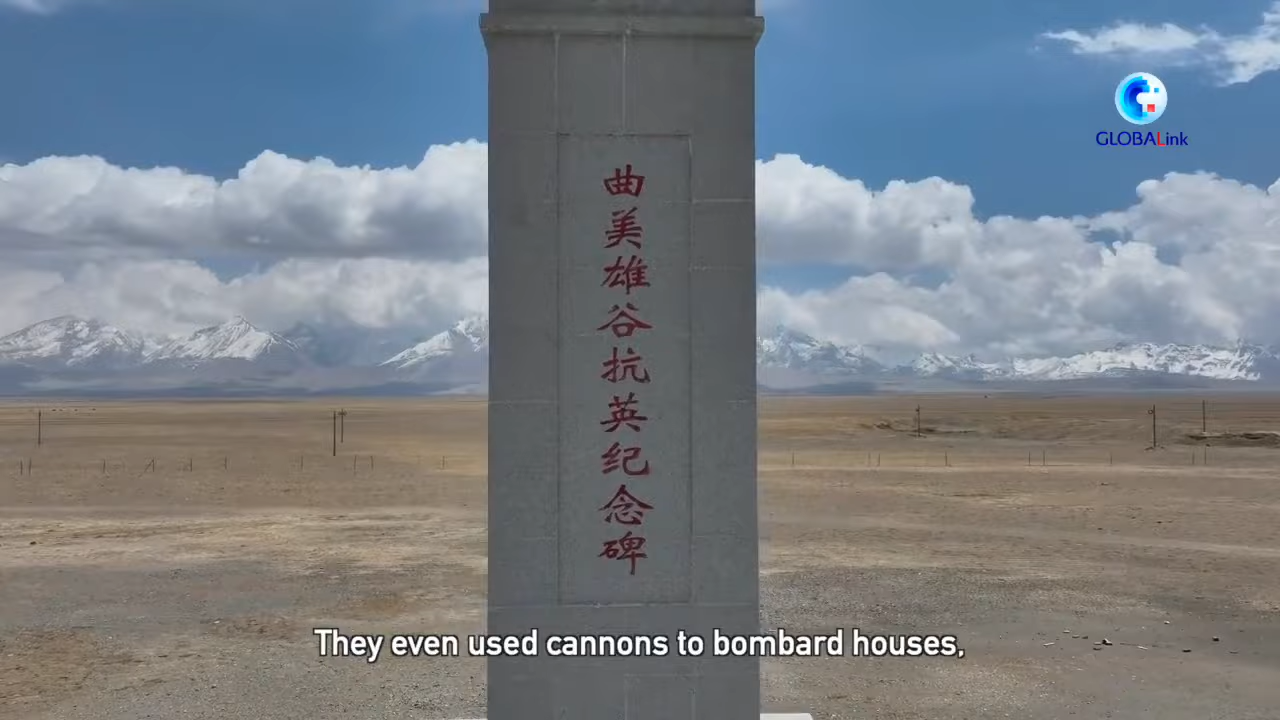 GLOBALink
曲美雄谷抗英纪念碑
They even used cannons to bombard houses,